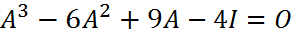 A³ − 6A² + 9A − 4I = O